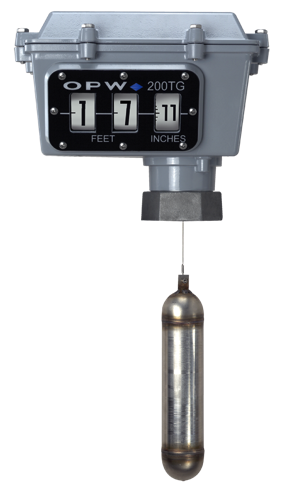 OPW 200TG
1 7 11
FEET INCHES